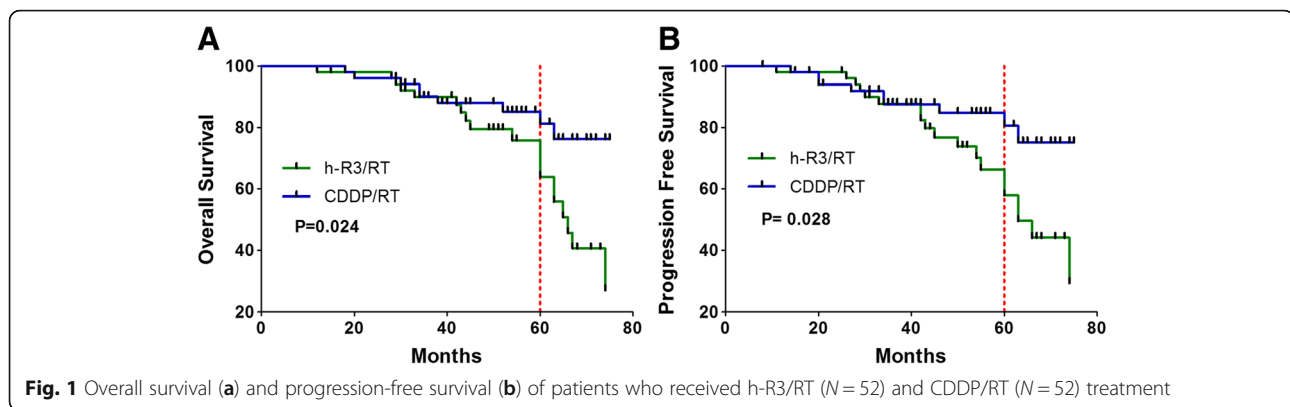 A
Overall Survival
100
80
60
40
20
0
20
40
60
80
Months
h-R3/RT
CDDP/RT
P=0.024
B
Progression Free Survival
100
80
60
40
20
0
20
40
60
80
Months
h-R3/RT
CDDP/RT
P= 0.028
Fig. 1 Overall survival (a) and progression-free survival (b) of patients who received h-R3/RT (N = 52) and CDDP/RT (N = 52) treatment